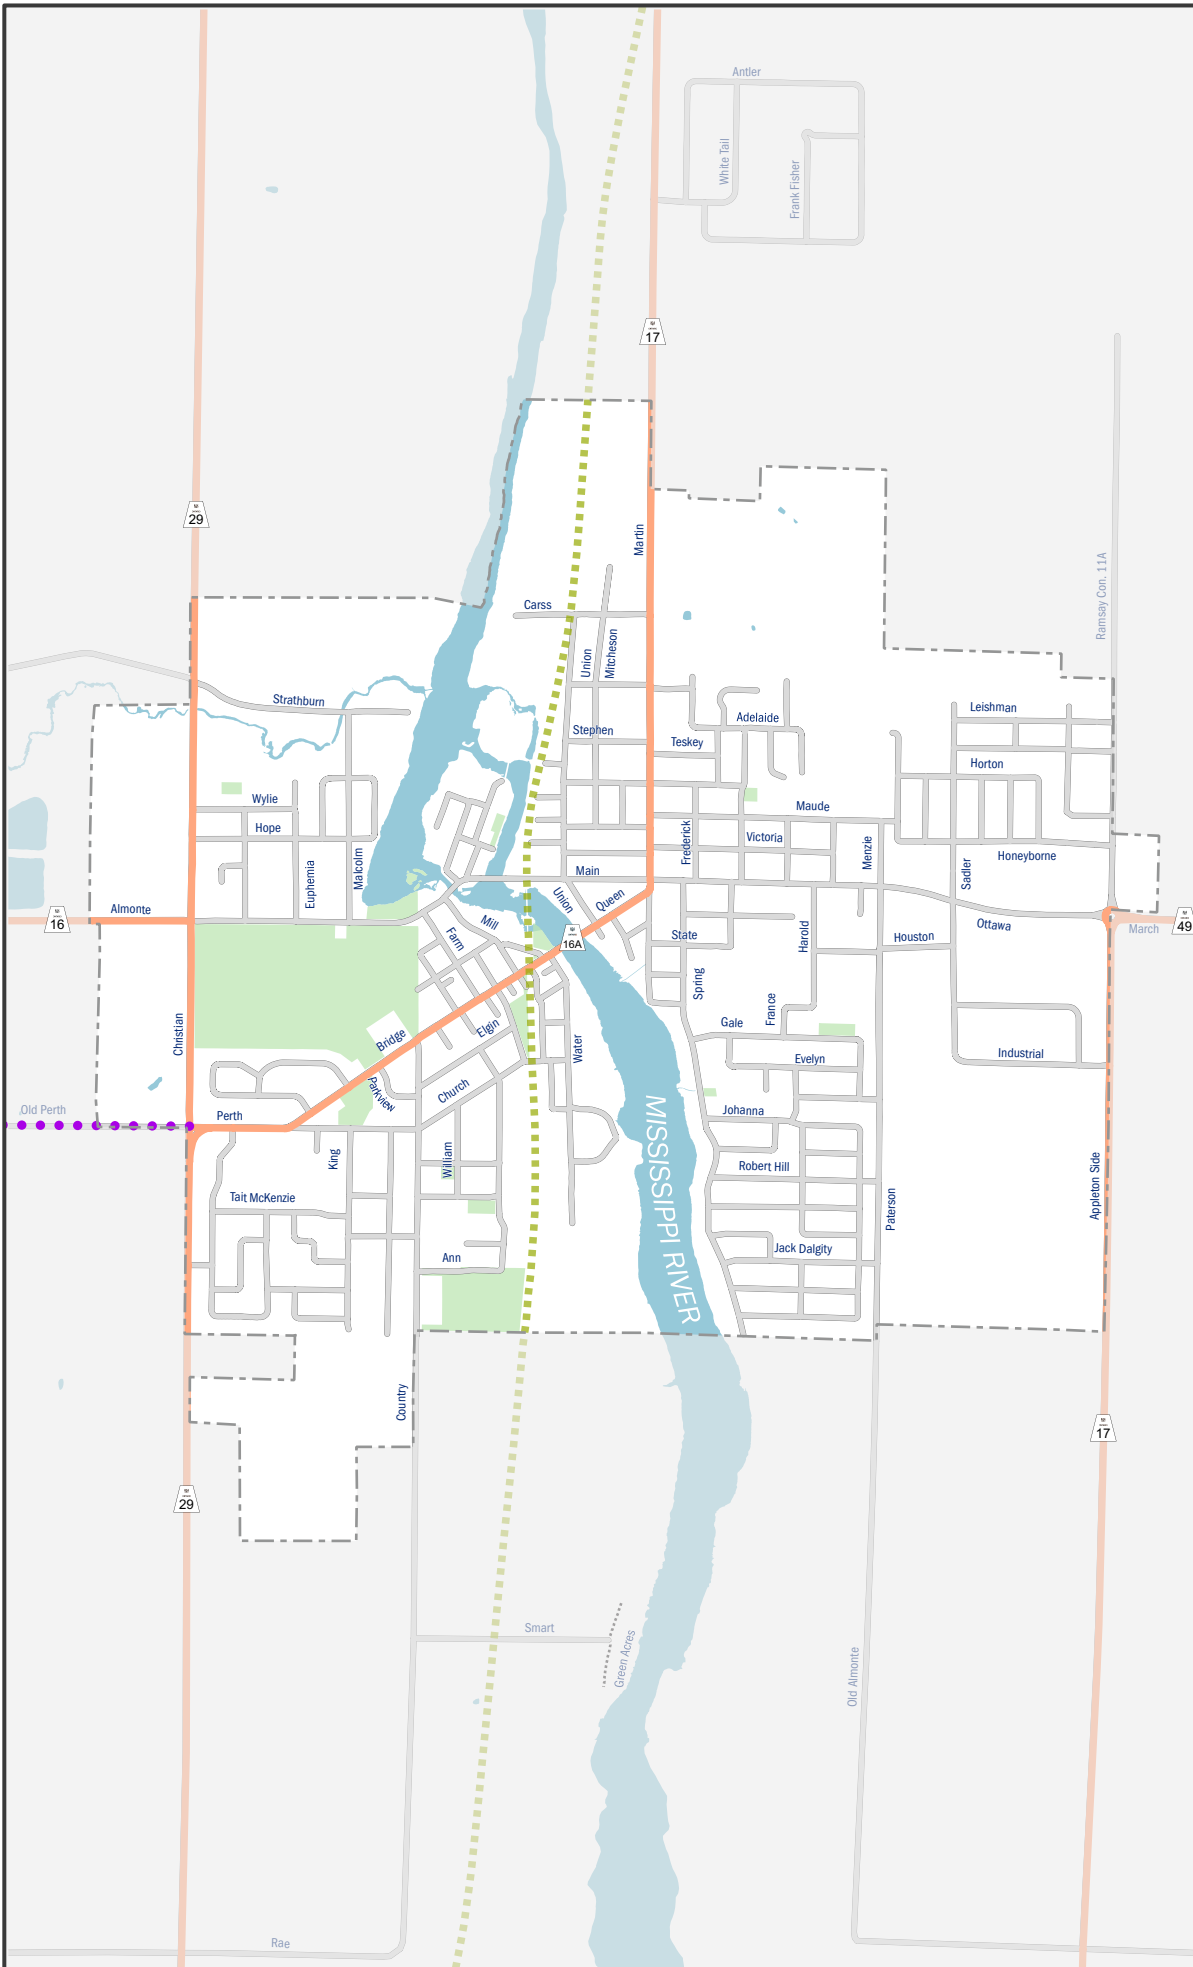 Antler
White Tail
Frank Fisher
17
29
Martin
Ramsay Con. 11A
Carss
Union
Mitcheson
Strathburn
Leishman
Adelaide
Stephen
Teskey
Horton
Wylie
Maude
Hope
Victoria
Frederick
Menzie
Honeyborne
Malcolm
Euphemia
Main
Sadler
Union
Queen
Almonte
16
Mill
Ottawa
March
49
Farm
16A
State
Harold
Houston
Spring
France
Gale
Christian
Elgin
Bridge
Water
Evelyn
Industrial
Parkview
Church
Old Perth
Perth
Johanna
MISSISSIPPI RIVER
King
William
Robert Hill
Appleton Side
Tait McKenzie
Paterson
Ann
Jack Dalgity
Country
17
29
Smart
Green Acres
Old Almonte
Rae